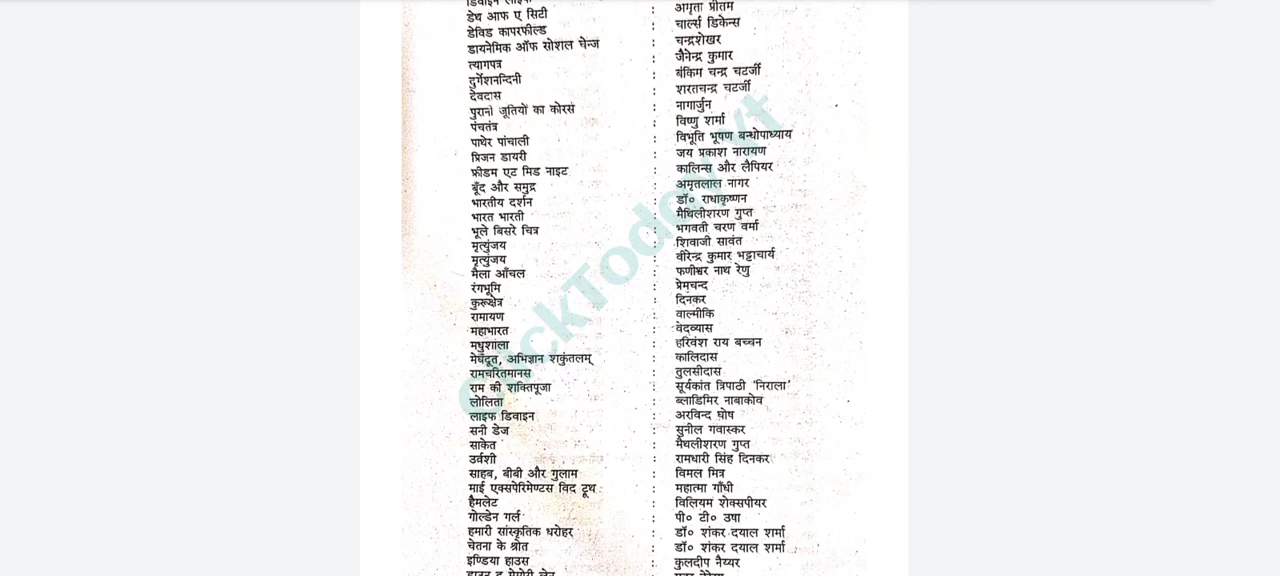 डेथ आफ ए सिटी : अमृता प्रीतम
डेविड कापरफील्ड : चार्ल्स डिकेन्स
डायनेमिक ऑफ सोशल चेन्ज : चन्द्रशेखर
त्यागपत्र : जैनेन्द्र कुमार
दुर्गेशनन्दिनी : बंकिम चन्द्र चटर्जी
देवदास : शरतचन्द्र चटर्जी
पुरानी जूतियों का कोरस : नागार्जुन
पंचतंत्र : विष्णु शर्मा
पाथेर पांचाली : विभूति भूषण बन्धोपाध्याय
प्रिजन डायरी : जय प्रकाश नारायण
फ्रीडम एट मिड नाइट : कालिन्स और लैपियर
बूँद और समुद्र : अमृतलाल नागर
भारतीय दर्शन : डॉ० राधाकृष्णन
भारत भारती : मैथिलीशरण गुप्त
भूले बिसरे चित्र : भगवती चरण वर्मा
मृत्युंजय : शिवाजी सावंत
मृत्युंजय : वीरेन्द्र कुमार भट्टाचार्य
मैला आँचल : फणीश्वर नाथ रेणु
रंगभूमि : प्रेमचन्द
कुरूक्षेत्र : दिनकर
रामायण : वाल्मीकि
महाभारत : वेदव्यास
मधुशाला : हरिवंश राय बच्चन
मेघदूत, अभिज्ञान शकुंतलम् : कालिदास
रामचरितमानस : तुलसीदास
राम की शक्तिपूजा : सूर्यकांत त्रिपाठी 'निराला'
लोलिता : ब्लाडिमिर नाबाकोव
लाइफ डिवाइन : अरविन्द घोष
सनी डेज : सुनील गवास्कर
साकेत : मैथलीशरण गुप्त
उर्वशी : रामधारी सिंह दिनकर
साहब, बीबी और गुलाम : विमल मित्र
माई एक्सपेरिमेण्टस विद ट्रूथ : महात्मा गाँधी
हैमलेट : विलियम शेक्सपीयर
गोल्डेन गर्ल : पी० टी० उषा
हमारी सांस्कृतिक धरोहर : डॉ० शंकर दयाल शर्मा
चेतना के श्रोत : डॉ० शंकर दयाल शर्मा
इण्डिया हाउस : कुलदीप नैय्यर
ClickToday Yt